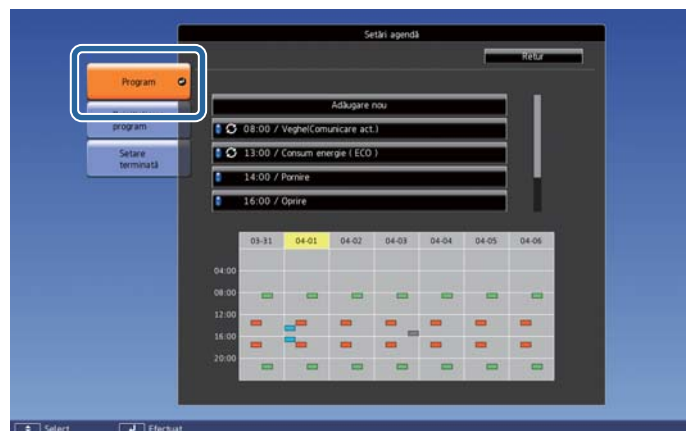 Setări agendă
Retur
Program
program
Setare
terminată
Adăugare nou
08:00 / Veghe(Comunicare act.)
13:00 / Consum energie ( ECO )
14:00 / Pornire
16:00 / Oprire
03-31 04-01 04-02 04-03 04-04 04-05 04-06
04:00
08:00
12:00
16:00
20:00
Select Efectuat